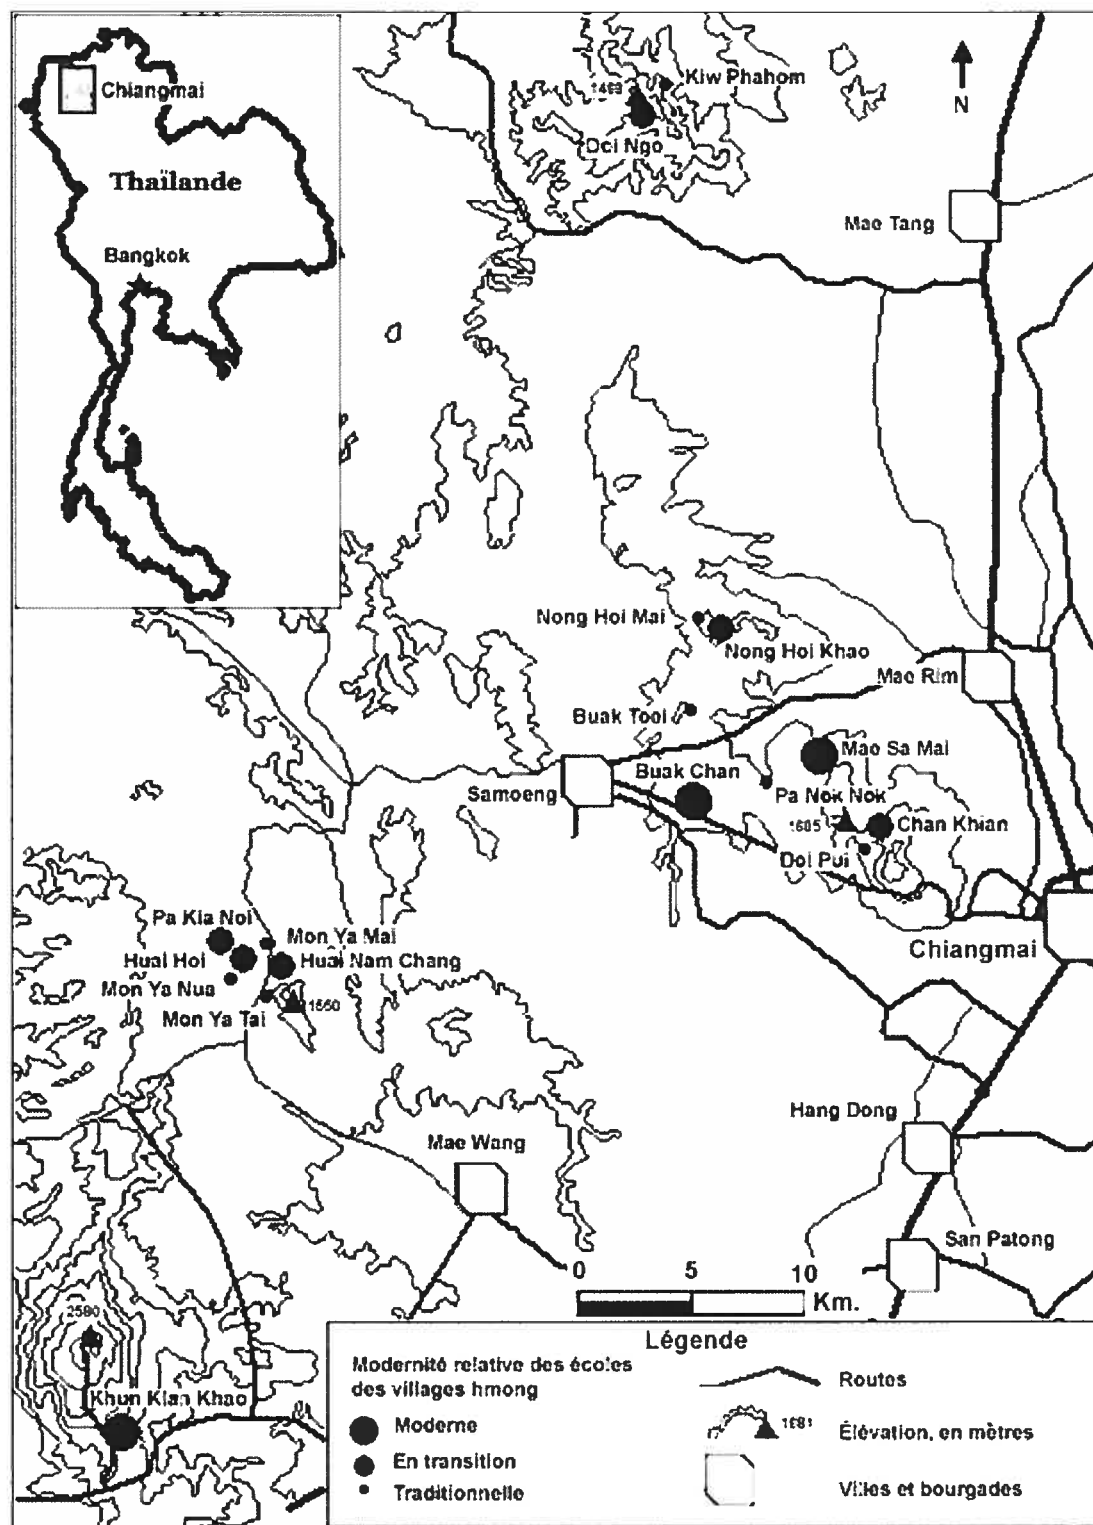 Chiangmai
Thaïlande
Bangkok
Kiw Phahom
1493
Doi Ngo
N
Mae Tang
Nong Hoi Mai
Nong Hoi Khao
Mae Rim
Buak Tooi
Mae Sa Mai
Buak Chan
Samoeng
Pa Nok Nok
1685
Chan Khian
Doi Pui
Chiangmai
Pa Kia Noi
Mon Ya Mai
Huai Hoi
Huai Nam Chang
Mon Ya Nua
1550
Mon Ya Tai
Hang Dong
Mae Wang
San Patong
0 5 10
Km.
2590
Khun Klan Khao
Légende
Modernité relative des écoles
des villages hmong
Moderne
En transition
Traditionnelle
Routes
1681
Élévation, en mètres
Villes et bourgades